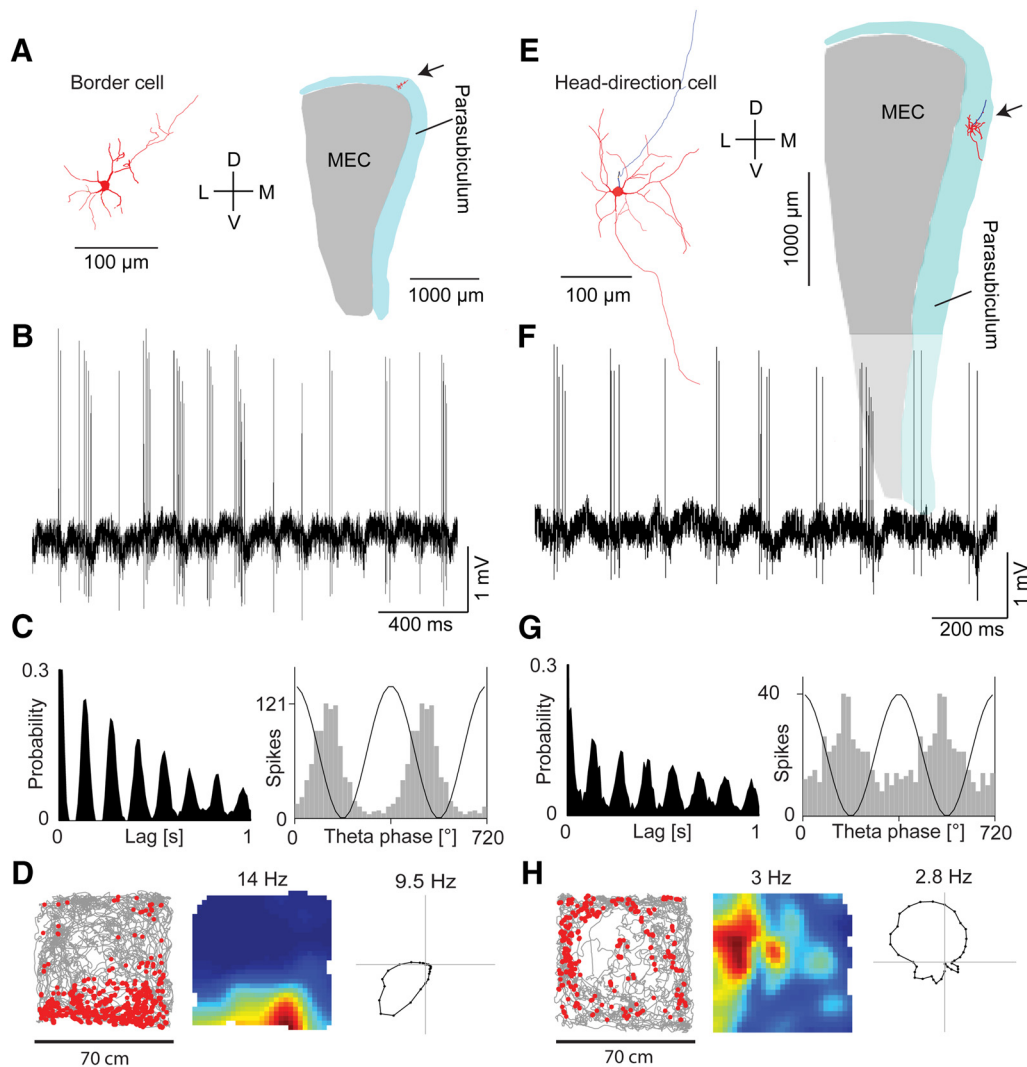 A
Border cell
D
L M
V
100 µm
MEC
Parasubiculum
1000 µm
E
Head-direction cell
D
L M
V
100 µm
1000 µm
MEC
Parasubiculum
B
1 mV
400 ms
F
1 mV
200 ms
C
0.3
Probability
0
0 Lag [s] 1
121
Spikes
0
0 Theta phase [°] 720
G
0.3
Probability
0
0 Lag [s] 1
40
Spikes
0
0 Theta phase [°] 720
D
14 Hz
9.5 Hz
70 cm
H
3 Hz
2.8 Hz
70 cm